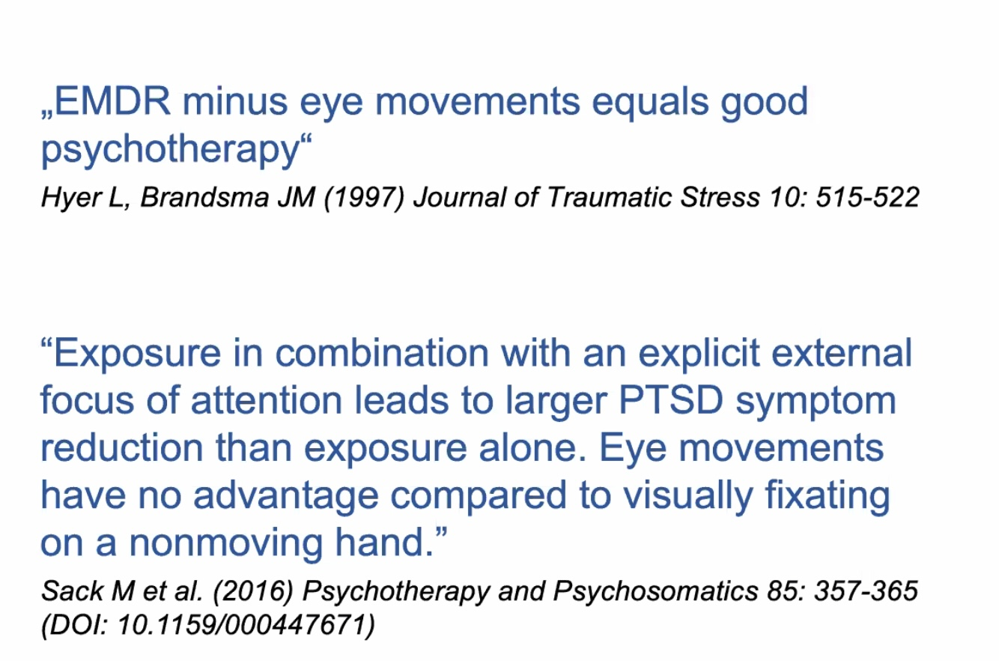 „EMDR minus eye movements equals good
psychotherapy“
Hyer L, Brandsma JM (1997) Journal of Traumatic Stress 10: 515-522
“Exposure in combination with an explicit external
focus of attention leads to larger PTSD symptom
reduction than exposure alone. Eye movements
have no advantage compared to visually fixating
on a nonmoving hand.”
Sack M et al. (2016) Psychotherapy and Psychosomatics 85: 357-365
(DOI: 10.1159/000447671)